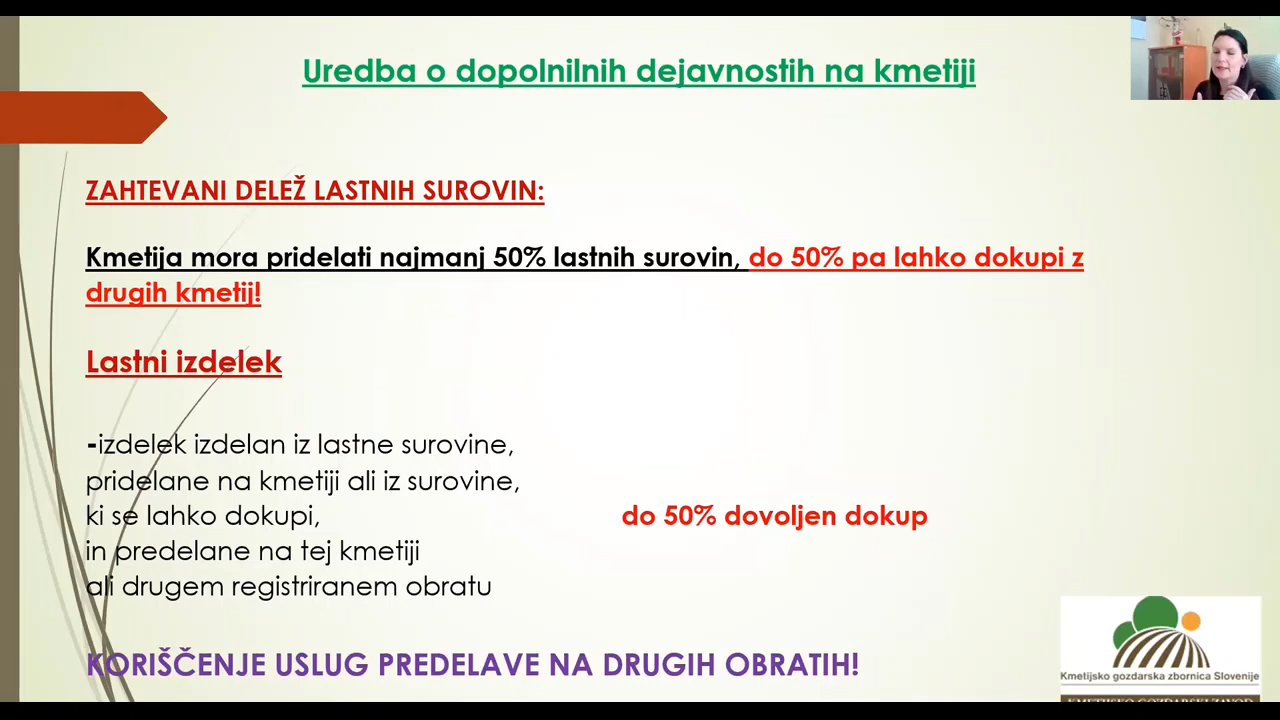 Uredba o dopolnilnih dejavnostih na kmetiji
ZAHTEVANI DELEŽ LASTNIH SUROVIN:
Kmetija mora pridelati najmanj 50% lastnih surovin, do 50% pa lahko dokupi z
drugih kmetij!
Lastni izdelek
-izdelek izdelan iz lastne surovine,
pridelane na kmetiji ali iz surovine,
ki se lahko dokupi,
do 50% dovoljen dokup
in predelane na tej kmetiji
ali drugem registriranem obratu
KORIŠČENJE USLUG PREDELAVE NA DRUGIH OBRATIH!
Kmetijsko gozdarska zbornica Slovenije
KMETIJSKO GOZDARSKI ZAVOD